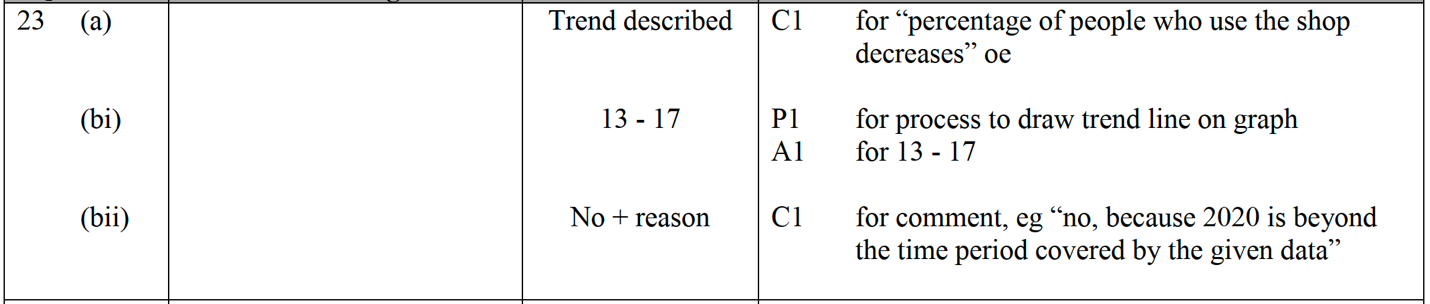 23 (a) Trend described C1 for “percentage of people who use the shop
decreases” oe
(bi) 13 - 17 P1 for process to draw trend line on graph
A1 for 13 - 17
(bii) No + reason C1 for comment, eg “no, because 2020 is beyond
the time period covered by the given data”